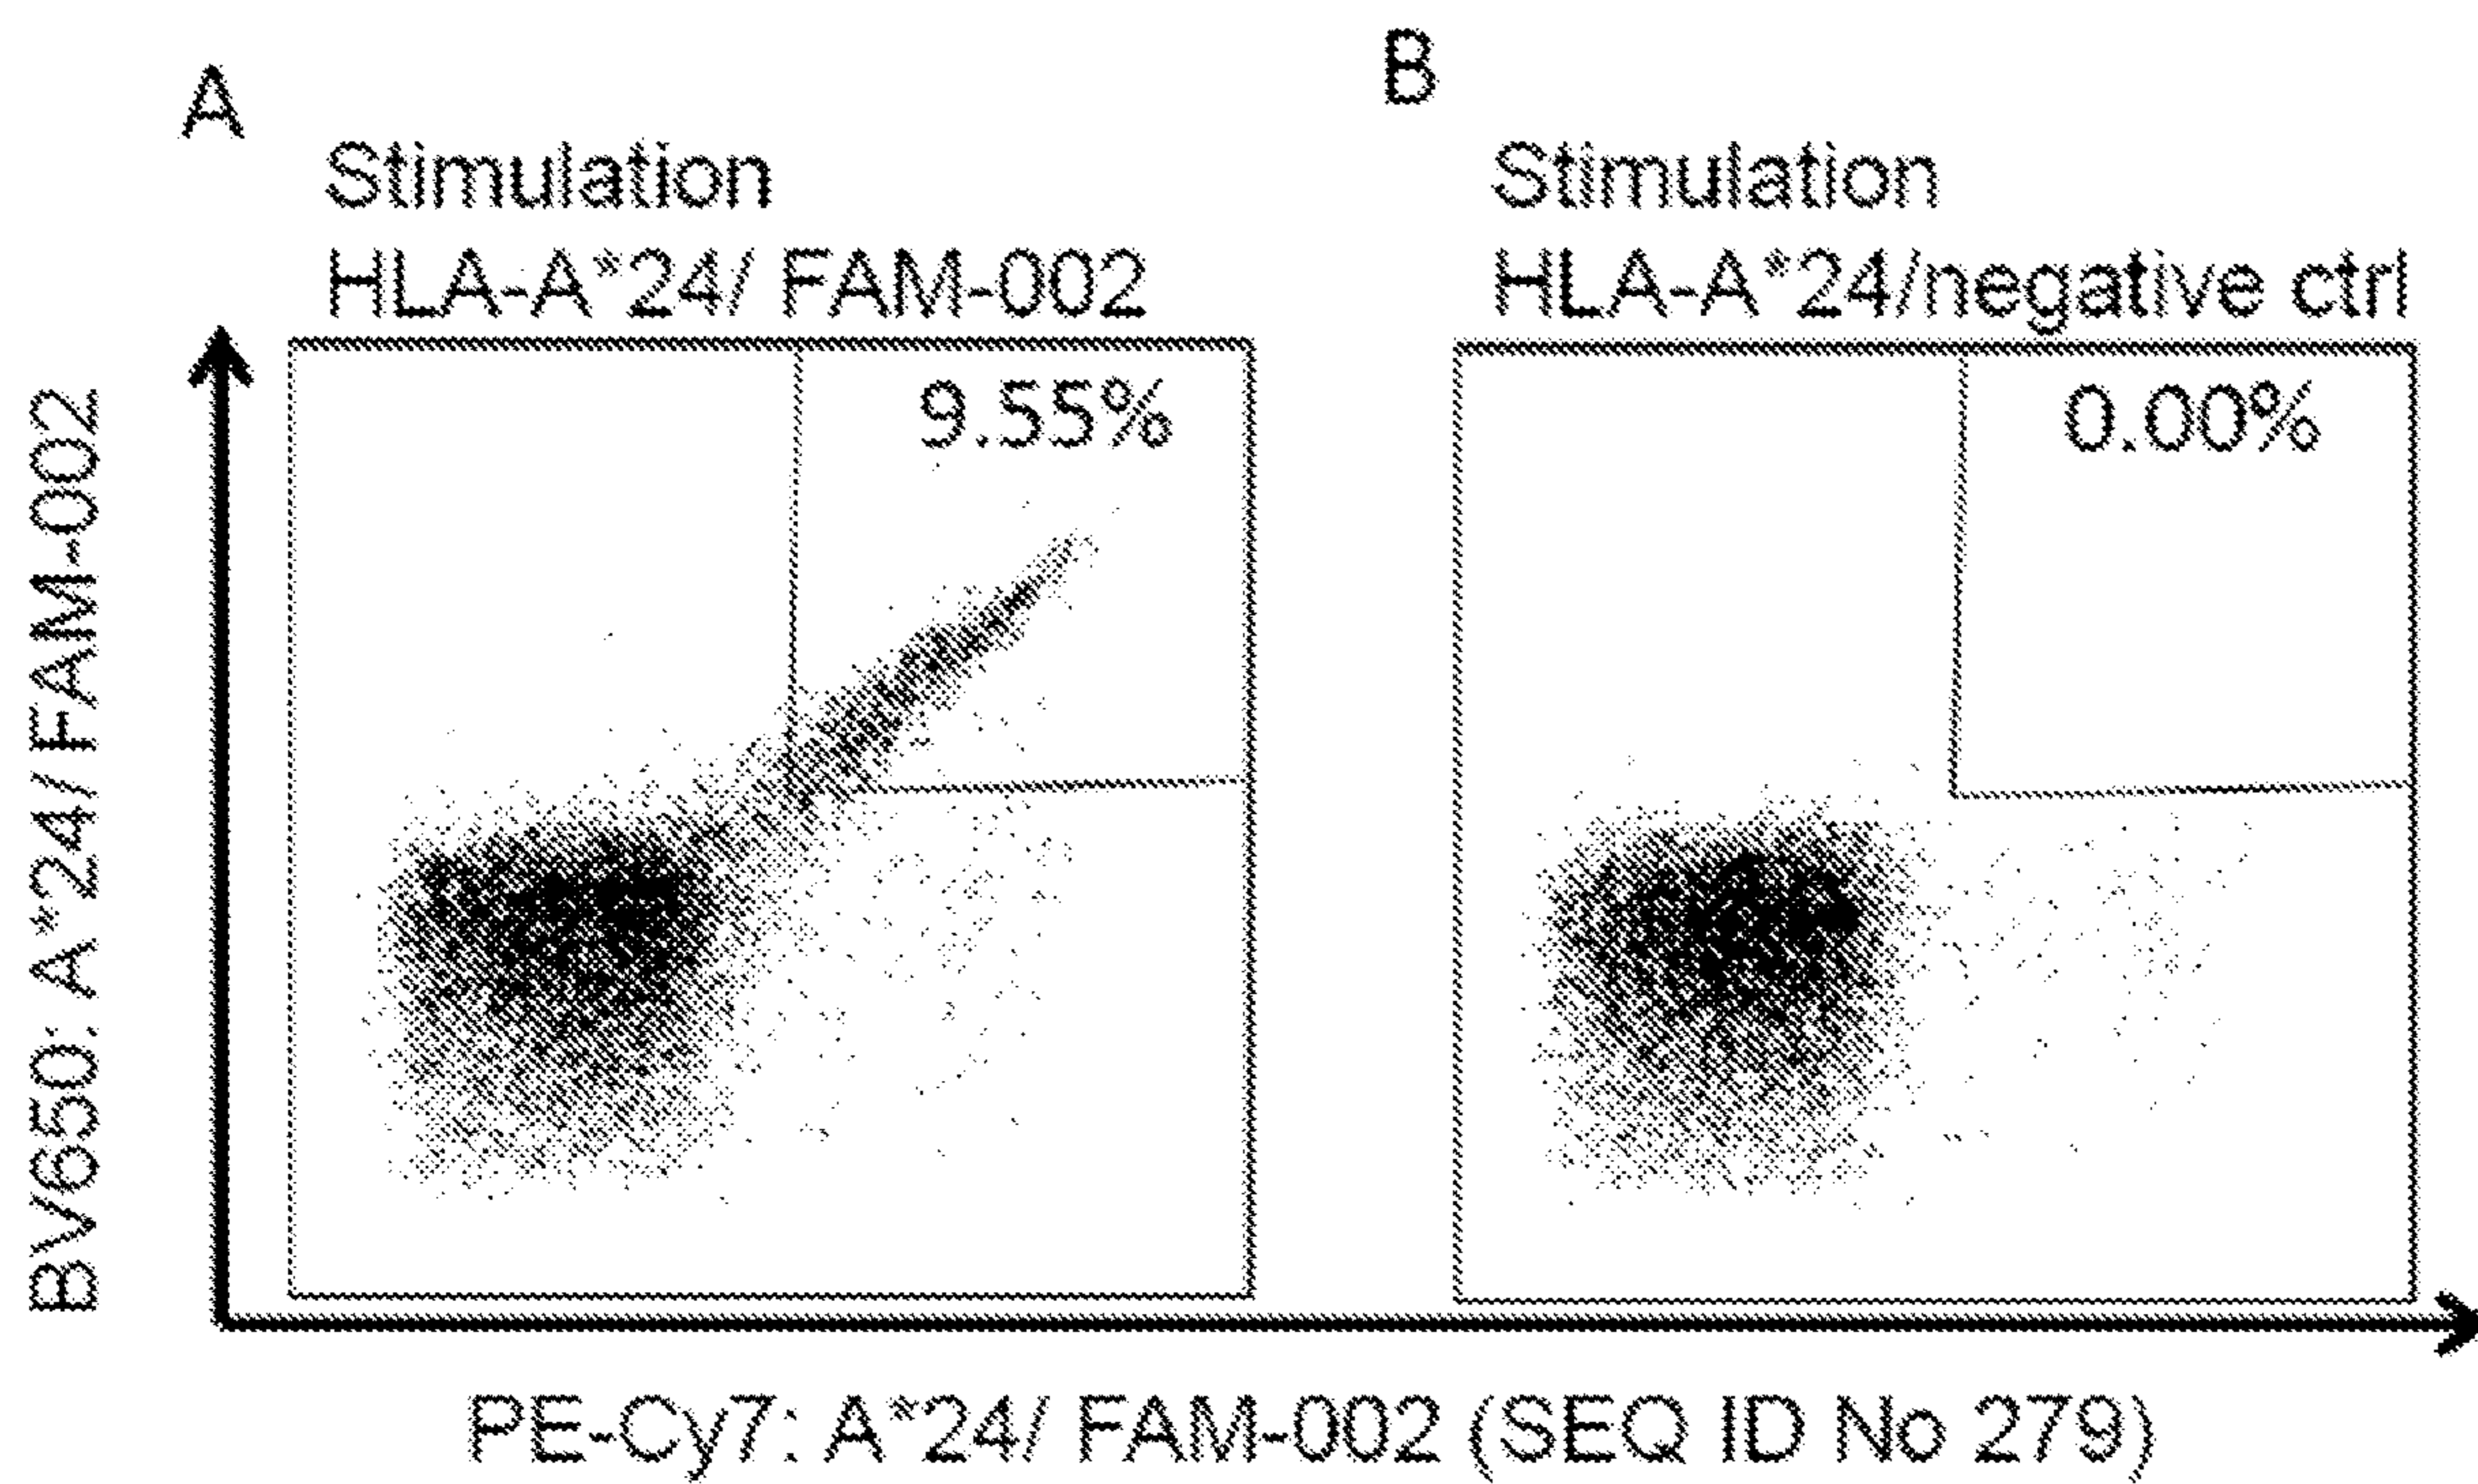 A
Stimulation
HLA-A*24/ FAM-002
9.55%
B
Stimulation
HLA-A*24/negative ctrl
0.00%
BV650: A*24/ FAM-002
PE-Cy7: A*24/ FAM-002 (SEQ ID No 279)